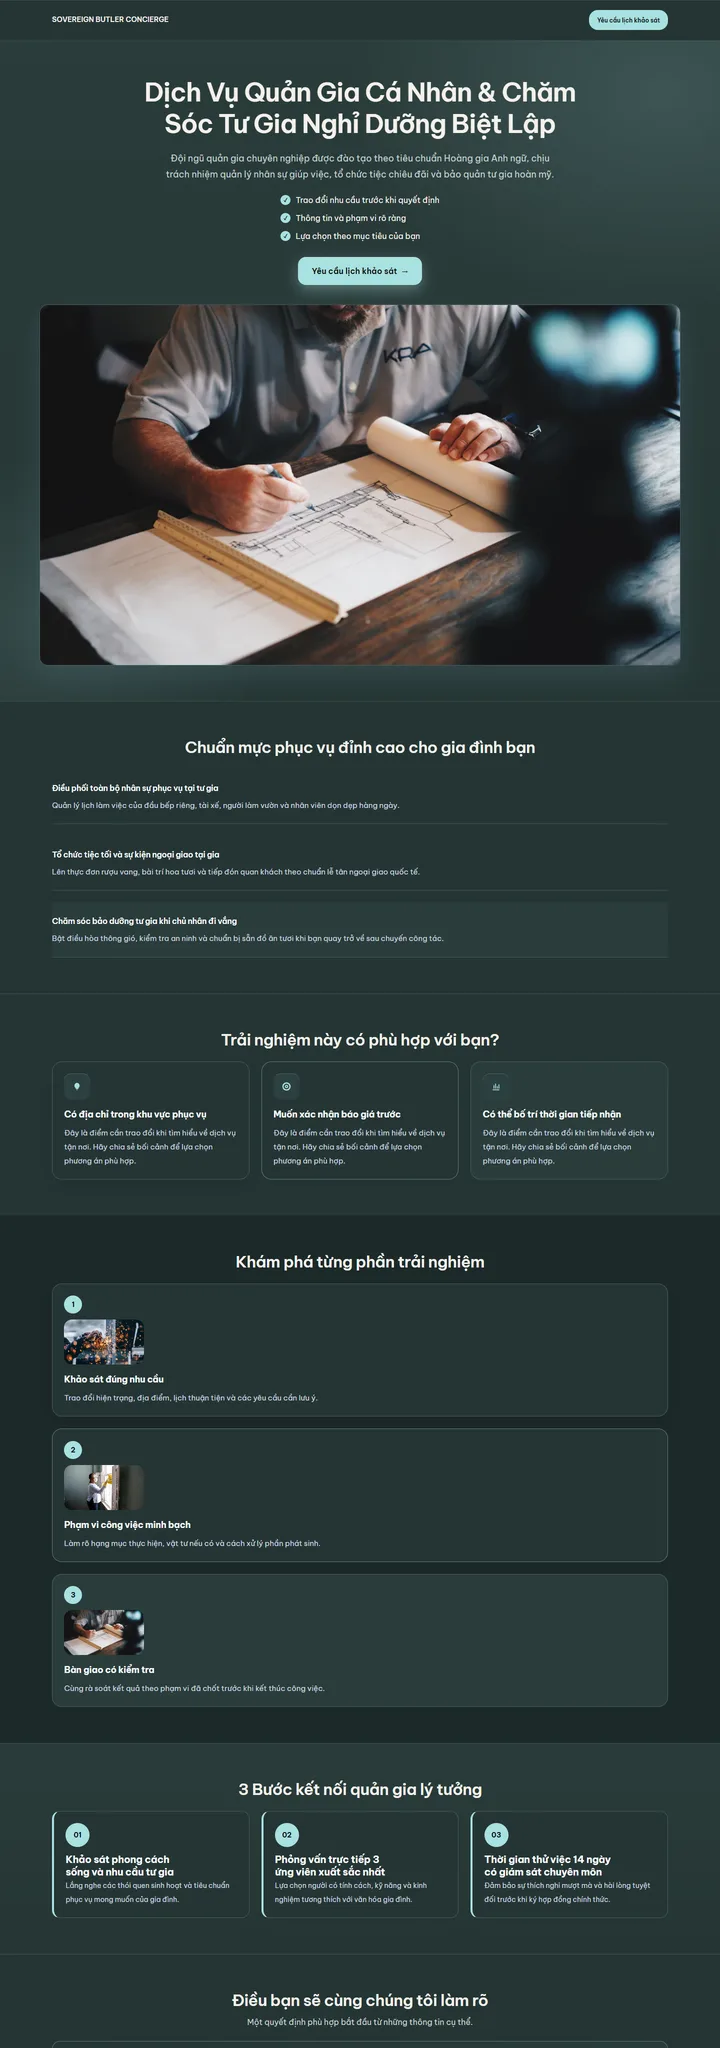 SOVEREIGN BUTLER CONCIERGE
Yêu cầu lịch khảo sát
Dịch Vụ Quản Gia Cá Nhân & Chăm
Sóc Tư Gia Nghỉ Dưỡng Biệt Lập
Đội ngũ quản gia chuyên nghiệp được đào tạo theo tiêu chuẩn Hoàng gia Anh ngữ, chịu
trách nhiệm quản lý nhân sự giúp việc, tổ chức tiệc chiêu đãi và bảo quản tư gia hoàn mỹ.
✓ Trao đổi nhu cầu trước khi quyết định
✓ Thông tin và phạm vi rõ ràng
✓ Lựa chọn theo mục tiêu của bạn
Yêu cầu lịch khảo sát →
KRA
Chuẩn mực phục vụ đỉnh cao cho gia đình bạn
Điều phối toàn bộ nhân sự phục vụ tại tư gia
Quản lý lịch làm việc của đầu bếp riêng, tài xế, người làm vườn và nhân viên dọn dẹp hàng ngày.
Tổ chức tiệc tối và sự kiện ngoại giao tại gia
Lên thực đơn rượu vang, bài trí hoa tươi và tiếp đón quan khách theo chuẩn lễ tân ngoại giao quốc tế.
Chăm sóc bảo dưỡng tư gia khi chủ nhân đi vắng
Bật điều hòa thông gió, kiểm tra an ninh và chuẩn bị sẵn đồ ăn tươi khi bạn quay trở về sau chuyến công tác.
Trải nghiệm này có phù hợp với bạn?
Có địa chỉ trong khu vực phục vụ
Đây là điểm cần trao đổi khi tìm hiểu về dịch vụ
tận nơi. Hãy chia sẻ bối cảnh để lựa chọn
phương án phù hợp.
Muốn xác nhận báo giá trước
Đây là điểm cần trao đổi khi tìm hiểu về dịch vụ
tận nơi. Hãy chia sẻ bối cảnh để lựa chọn
phương án phù hợp.
Có thể bố trí thời gian tiếp nhận
Đây là điểm cần trao đổi khi tìm hiểu về dịch vụ
tận nơi. Hãy chia sẻ bối cảnh để lựa chọn
phương án phù hợp.
Khám phá từng phần trải nghiệm
1
Khảo sát đúng nhu cầu
Trao đổi hiện trạng, địa điểm, lịch thuận tiện và các yêu cầu cần lưu ý.
2
Phạm vi công việc minh bạch
Làm rõ hạng mục thực hiện, vật tư nếu có và cách xử lý phần phát sinh.
3
Bàn giao có kiểm tra
Cùng rà soát kết quả theo phạm vi đã chốt trước khi kết thúc công việc.
3 Bước kết nối quản gia lý tưởng
01
Khảo sát phong cách
sống và nhu cầu tư gia
Lắng nghe các thói quen sinh hoạt và tiêu chuẩn
phục vụ mong muốn của gia đình.
02
Phỏng vấn trực tiếp 3
ứng viên xuất sắc nhất
Lựa chọn người có tính cách, kỹ năng và kinh
nghiệm tương thích với văn hóa gia đình.
03
Thời gian thử việc 14 ngày
có giám sát chuyên môn
Đảm bảo sự thích nghi mượt mà và hài lòng tuyệt
đối trước khi ký hợp đồng chính thức.
Điều bạn sẽ cùng chúng tôi làm rõ
Một quyết định phù hợp bắt đầu từ những thông tin cụ thể.